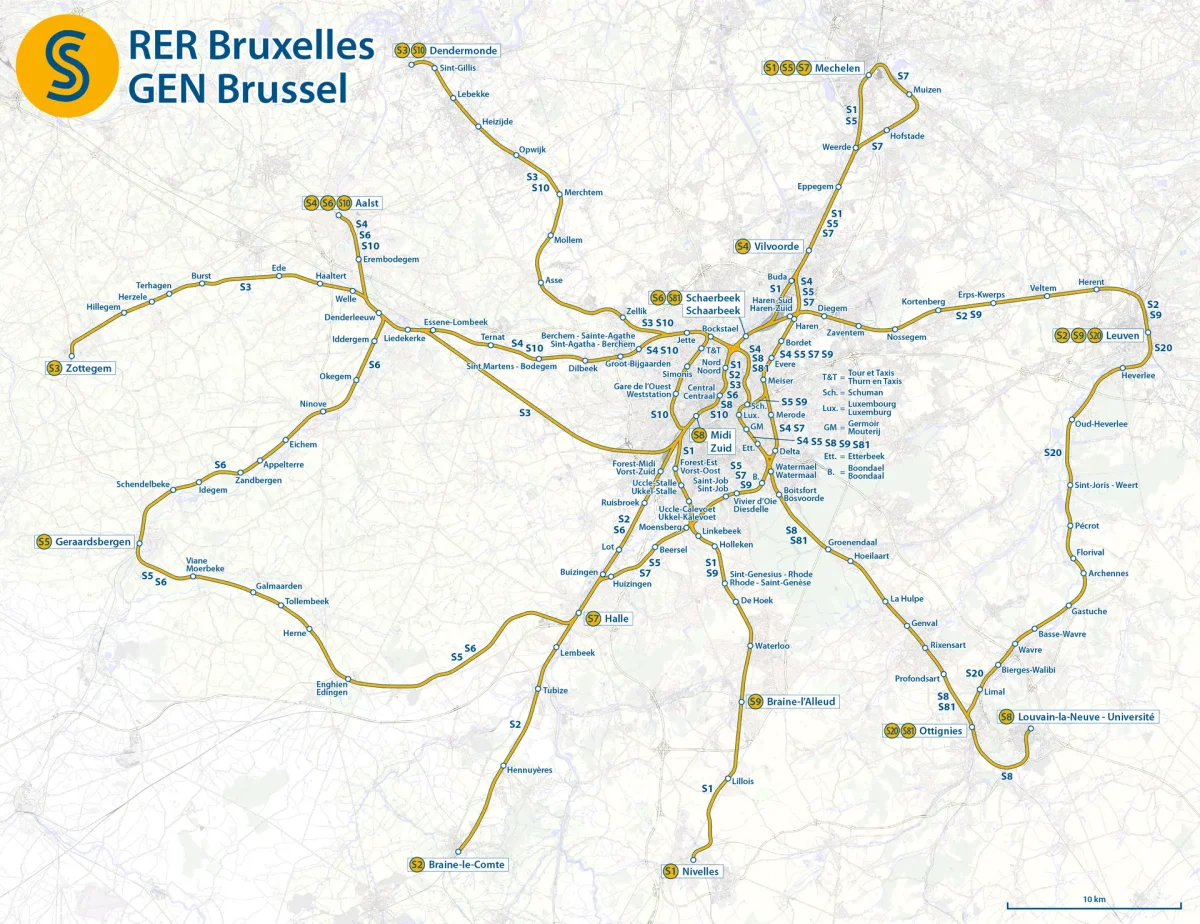 RER Bruxelles
GEN Brussel
S3 S10 Dendermonde
Sint-Gillis
Lebekke
Heizijde
Opwijk
S3
S10
Merchtem
Mollem
Asse
Zellik
S3 S10
Jette
S1 S5 S7 Mechelen
S7
Muizen
S1
S5
Hofstade
Weerde
S7
Eppegem
S1
S5
S7
S4 Vilvoorde
Buda
S1
S4
S5
S7
Haren-Sud
Haren-Zuid
Diegem
Haren
Zaventem
Nossegem
Kortenberg
S2 S9
Erps-Kwerps
Veltem
Herent
S2
S9
S2 S9 S20 Leuven
S20
Heverlee
Oud-Heverlee
S20
Sint-Joris - Weert
Pécrot
Florival
Archennes
Gastuche
Basse-Wavre
Wavre
Bierges-Walibi
S20
Limal
S8 Louvain-la-Neuve - Université
S8
S20 S81 Ottignies
S4 S6 S10 Aalst
S4
S6
S10
Erembodegem
Ede
Haaltert
Burst
S3
Terhagen
Herzele
Hillegem
S3 Zottegem
Welle
Denderleeuw
Iddergem
Liedekerke
Essene-Lombeek
Ternat
S4
S10
Sint Martens - Bodegem
Dilbeek
Groot-Bijgaarden
Berchem - Sainte-Agathe
Sint-Agatha - Berchem
S4 S10
S3
S6
Okegem
Ninove
Eichem
Appelterre
Zandbergen
S6
Idegem
Schendelbeke
S5 Geraardsbergen
S5
S6
Viane
Moerbeke
Galmaarden
Tollembeek
Herne
Enghien
Edingen
S5
S6
S6 S81 Schaerbeek
Schaarbeek
Bockstael
T&T
Simonis
Gare de l'Ouest
Weststation
S10
Nord
Noord
Central
Centraal
S1
S2
S3
S6
S8
S10
S4
S8
S81
Bordet
S4 S5 S7 S9
Evere
Meiser
S5 S9
Sch.
Merode
Lux.
S4 S7
GM
S4 S5 S8 S9 S81
Ett.
Delta
T&T = Tour et Taxis
Thurn en Taxis
Sch. = Schuman
Lux. = Luxembourg
Luxemburg
GM = Germoir
Mouterij
Ett. = Etterbeek
B. = Boondael
Boondaal
S8 Midi
Zuid
S1
Forest-Midi
Vorst-Zuid
Forest-Est
Vorst-Oost
Uccle-Stalle
Ukkel-Stalle
Saint-Job
Sint-Job
S5
S7
S9
B.
Watermael
Watermaal
Boitsfort
Bosvoorde
Vivier d'Oie
Diesdelle
Ruisbroek
Uccle-Calevoet
Ukkel-Kalevoet
Moensberg
Linkebeek
Holleken
S2
S6
Lot
Beersel
S5
S7
Buizingen
Huizingen
S1
S9
Sint-Genesius - Rhode
Rhode - Saint-Genèse
De Hoek
Waterloo
S9 Braine-l'Alleud
Lillois
S1
S1 Nivelles
S8
S81
Groenendaal
Hoeilaart
La Hulpe
Genval
Rixensart
Profondsart
S8
S81
S7 Halle
Lembeek
Tubize
S2
Hennuyères
S2 Braine-le-Comte
10 km